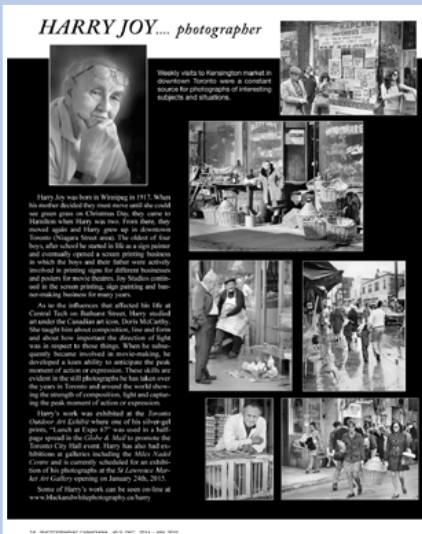 HARRY JOY.... photographer
Weekly visits to Kensington market in
downtown Toronto were a constant
source for photographs of interesting
subjects and situations.
KAPLAN'S
Harry Joy was born in Winnipeg in 1917. When
his mother decided they must move until she could
see green grass on Christmas Day, they came to
Hamilton when Harry was two. From there, they
moved again and Harry grew up in downtown
Toronto (Niagara Street area). The oldest of four
boys, after school he started in life as a sign painter
and eventually opened a screen printing business
in which the boys and their father were actively
involved in printing signs for different businesses
and posters for movie theatres. Joy Studios contin-
ued in the screen printing, sign painting and ban-
ner-making business for many years.
As to the influences that affected his life at
Central Tech on Bathurst Street, Harry studied
art under the Canadian art icon, Doris McCarthy.
She taught him about composition, line and form
and about how important the direction of light
was in respect to those things. When he subse-
quently became involved in movie-making, he
developed a keen ability to anticipate the peak
moment of action or expression. These skills are
evident in the still photographs he has taken over
the years in Toronto and around the world show-
ing the strength of composition, light and captur-
ing the peak moment of action or expression.
Harry's work was exhibited at the Toronto
Outdoor Art Exhibit where one of his silver-gel
prints, "Lunch at Expo 67" was used in a half-
page spread in the Globe & Mail to promote the
Toronto City Hall event. Harry has also had ex-
hibitions at galleries including the Miles Nadal
Centre and is currently scheduled for an exhibi-
tion of his photographs at the St Lawrence Mar-
ket Art Gallery opening on January 24th, 2015.
Some of Harry's work can be seen on-line at
www.blackandwhitephotography.ca/harry
PHOTOGRAPHIC CANADIANA